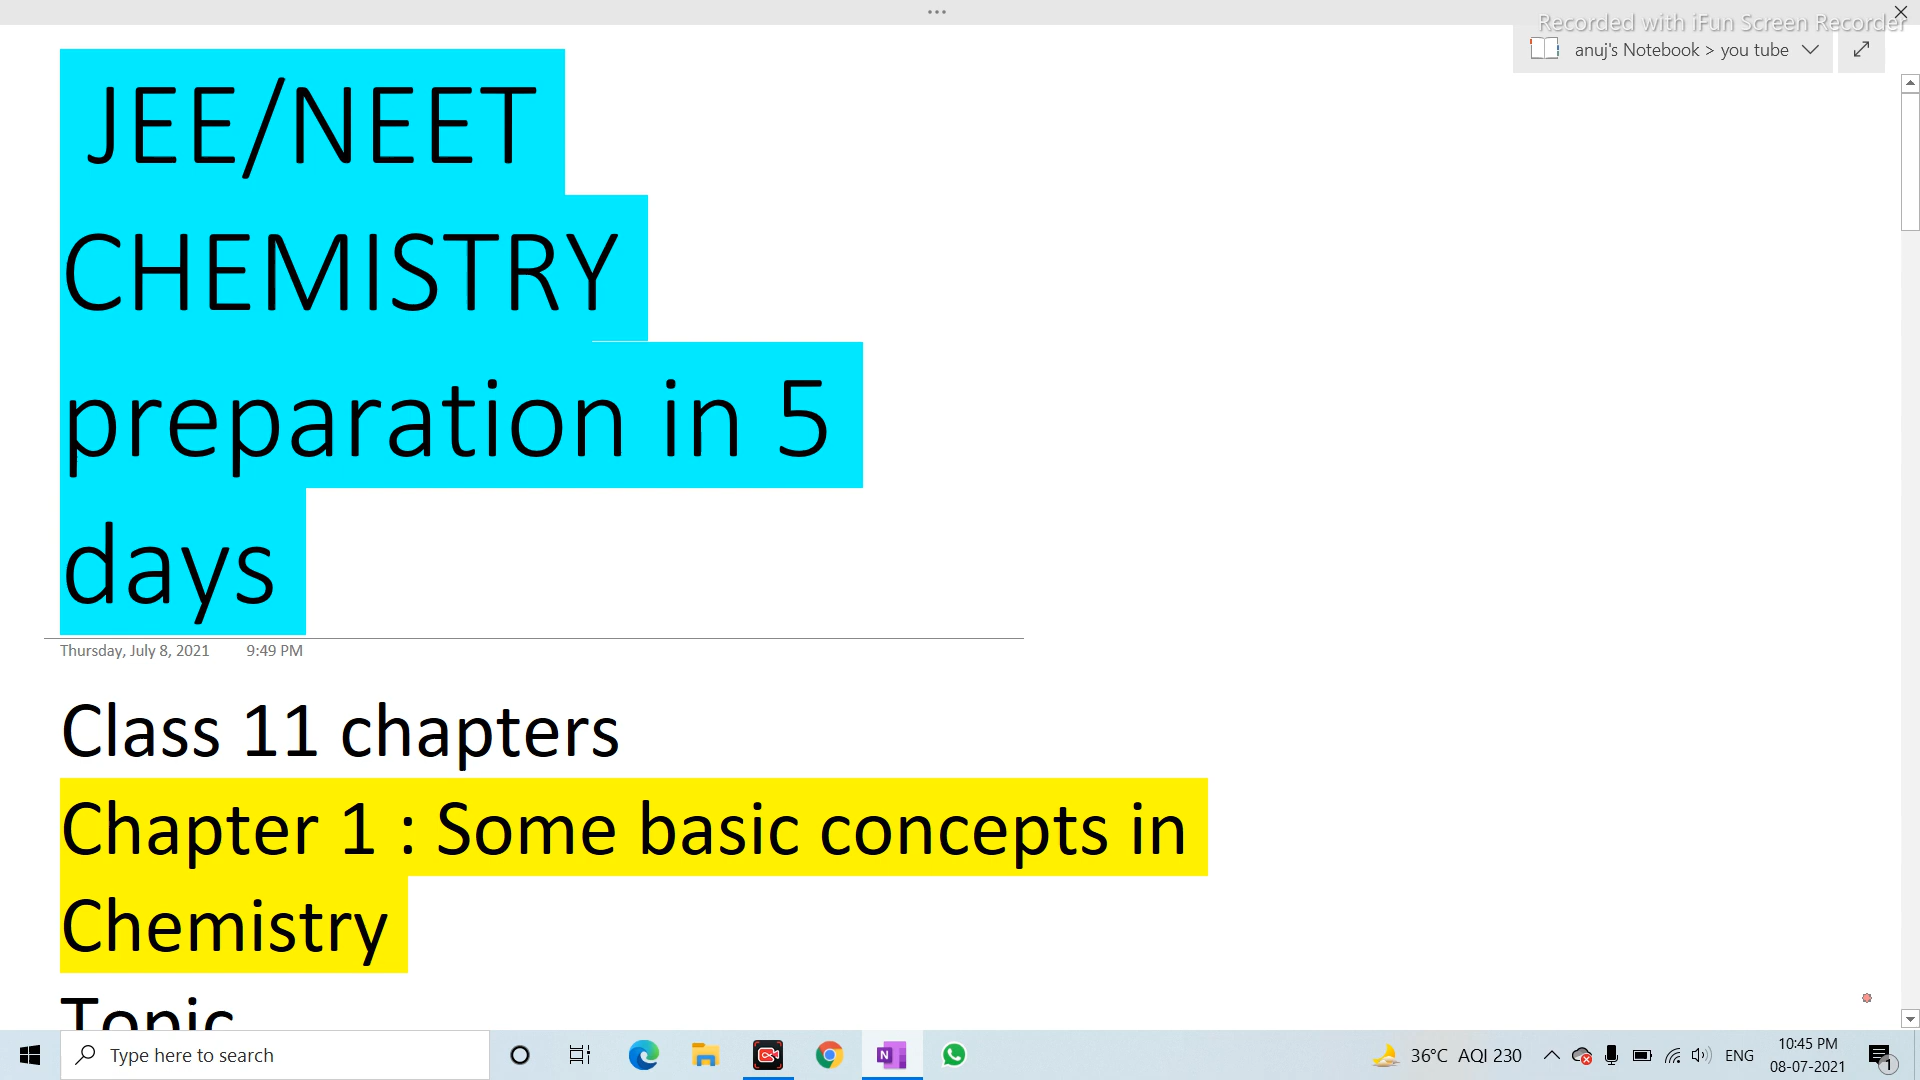 Recorded with iFun Screen Recorder
anuj's Notebook > you tube
JEE/NEET
CHEMISTRY
preparation in 5
days
Thursday, July 8, 2021 9:49 PM
Class 11 chapters
Chapter 1 : Some basic concepts in
Chemistry
Topic
Type here to search
36°C AQI 230
ENG
10:45 PM
08-07-2021
1